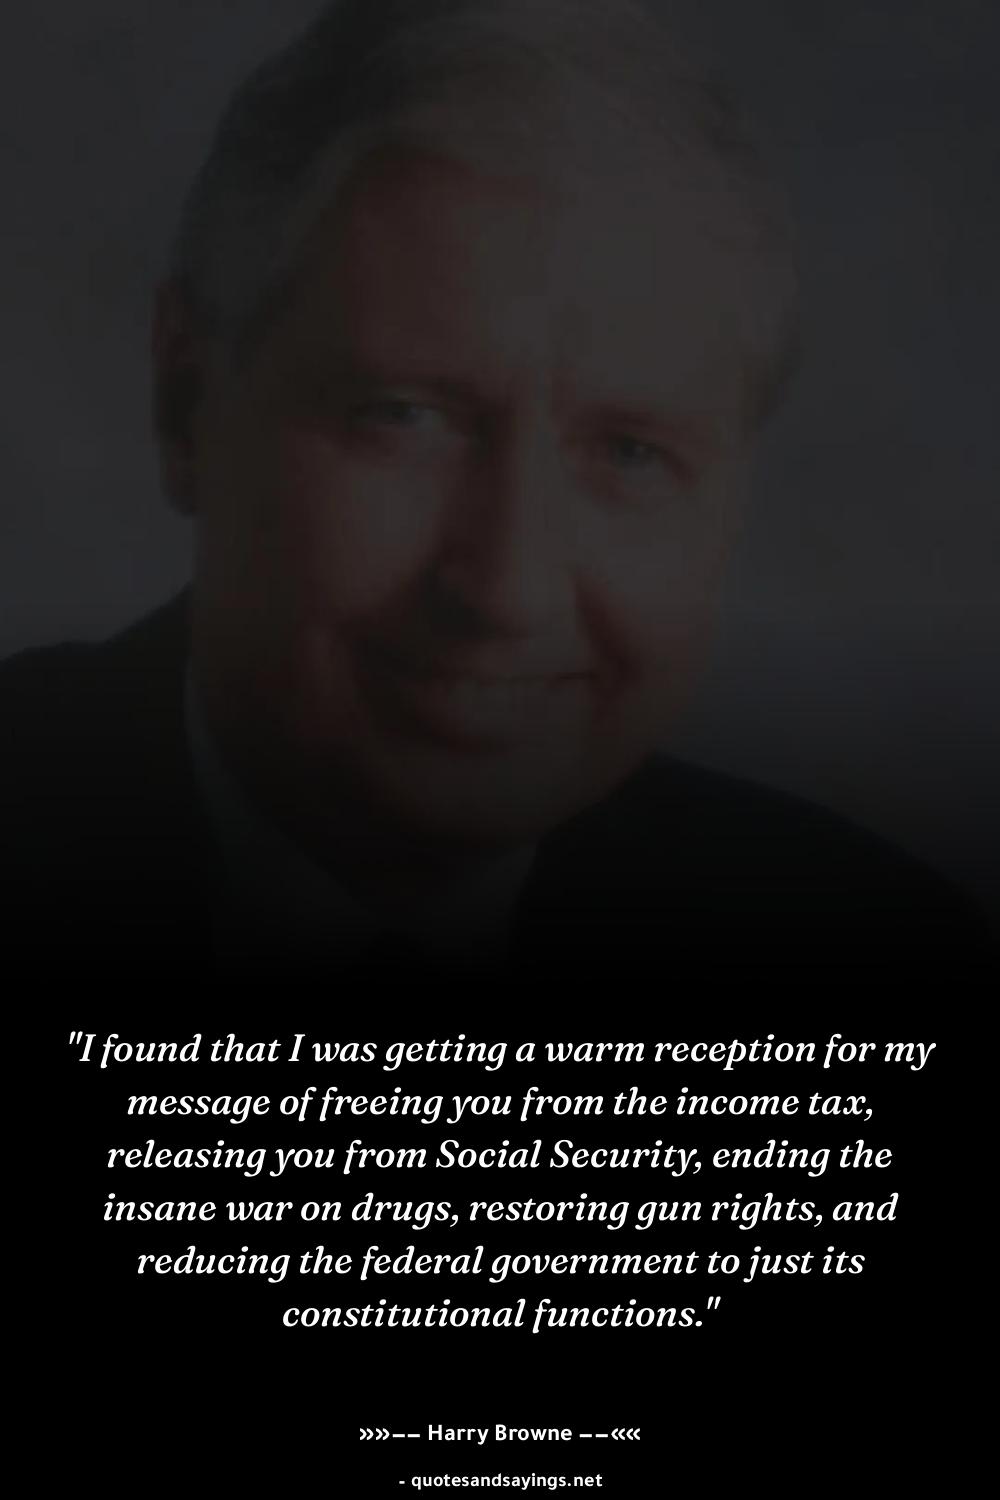 "I found that I was getting a warm reception for my
message of freeing you from the income tax,
releasing you from Social Security, ending the
insane war on drugs, restoring gun rights, and
reducing the federal government to just its
constitutional functions."
»»–– Harry Browne ––««
- quotesandsayings.net